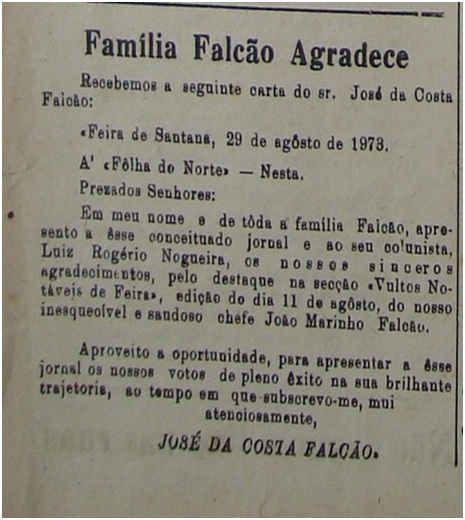 Família Falcão Agradece
Recebemos a seguinte carta do sr. José da Costa
Falcão:
«Feira de Santana, 29 de agôsto de 1973.
A' «Fôlha do Norte» — Nesta.
Prezados Senhores:
Em meu nome e de tôda a família Falcão, apre-
sento a êsse conceituado jornal e ao seu colunista,
Luiz Rogério Nogueira, os nossos sinceros
agradecimentos, pelo destaque na secção «Vultos No-
táveis de Feira», edição do dia 11 de agôsto, do nosso
inesquecível e saudoso chefe João Marinho Falcão.
Aproveito a oportunidade, para apresentar a êsse
jornal os nossos votos de pleno êxito na sua brilhante
trajetoria, ao tempo em que subscrevo-me, mui
atenciosamente,
JOSÉ DA COSTA FALCÃO.